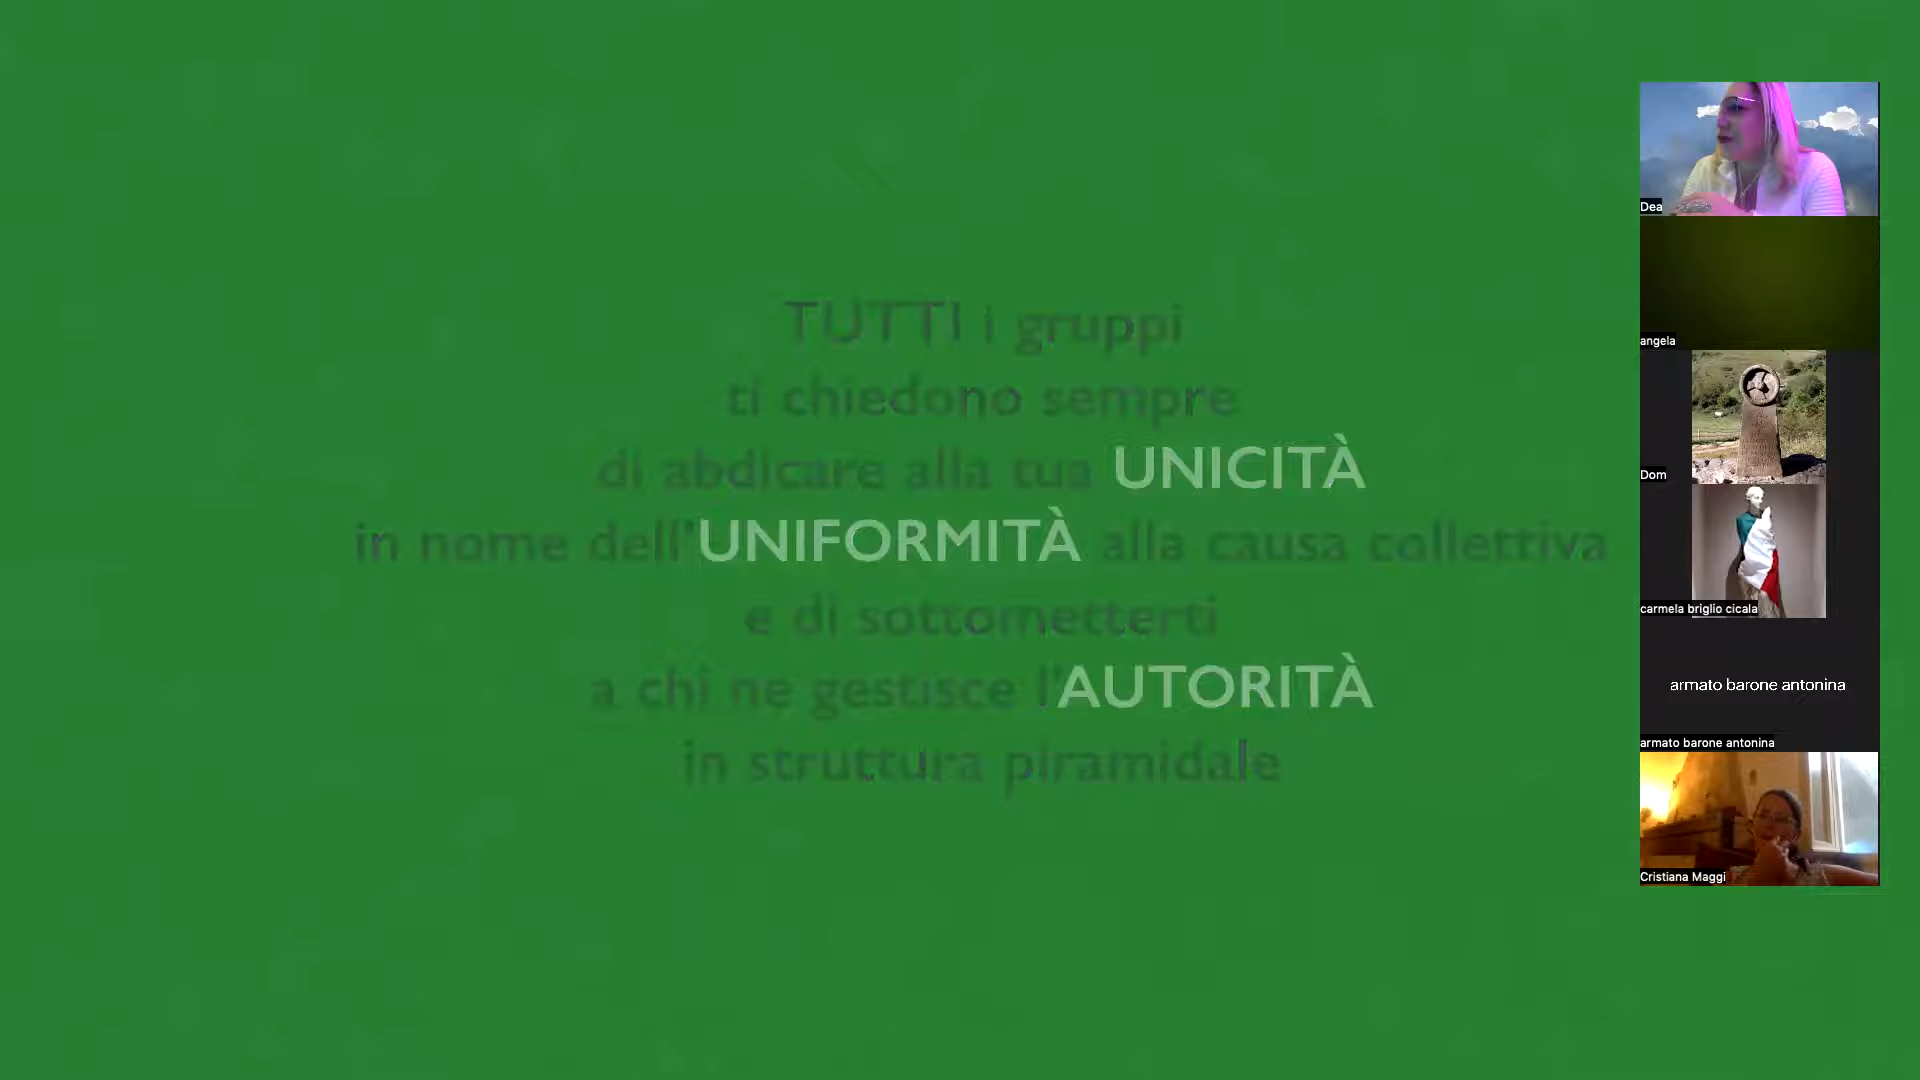 TUTTI i gruppi
ti chiedono sempre
di abdicare alla tua UNICITÀ
in nome dell'UNIFORMITÀ alla causa collettiva
e di sottometterti
a chi ne gestisce l'AUTORITÀ
in struttura piramidale
Dea
angela
Dom
carmela briglio cicala
armato barone antonina
armato barone antonina
Cristiana Maggi